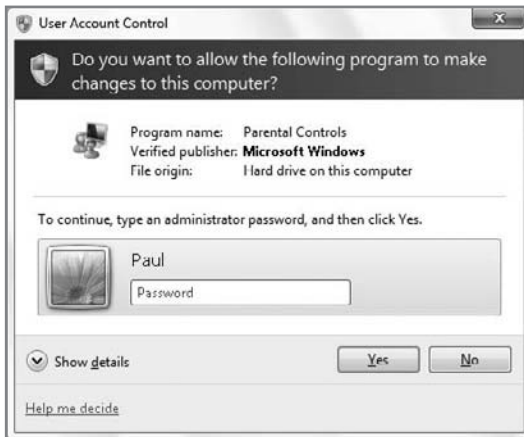 User Account Control
Do you want to allow the following program to make
changes to this computer?
Program name: Parental Controls
Verified publisher: Microsoft Windows
File origin: Hard drive on this computer
To continue, type an administrator password, and then click Yes.
Paul
Password
Show details
Yes
No
Help me decide